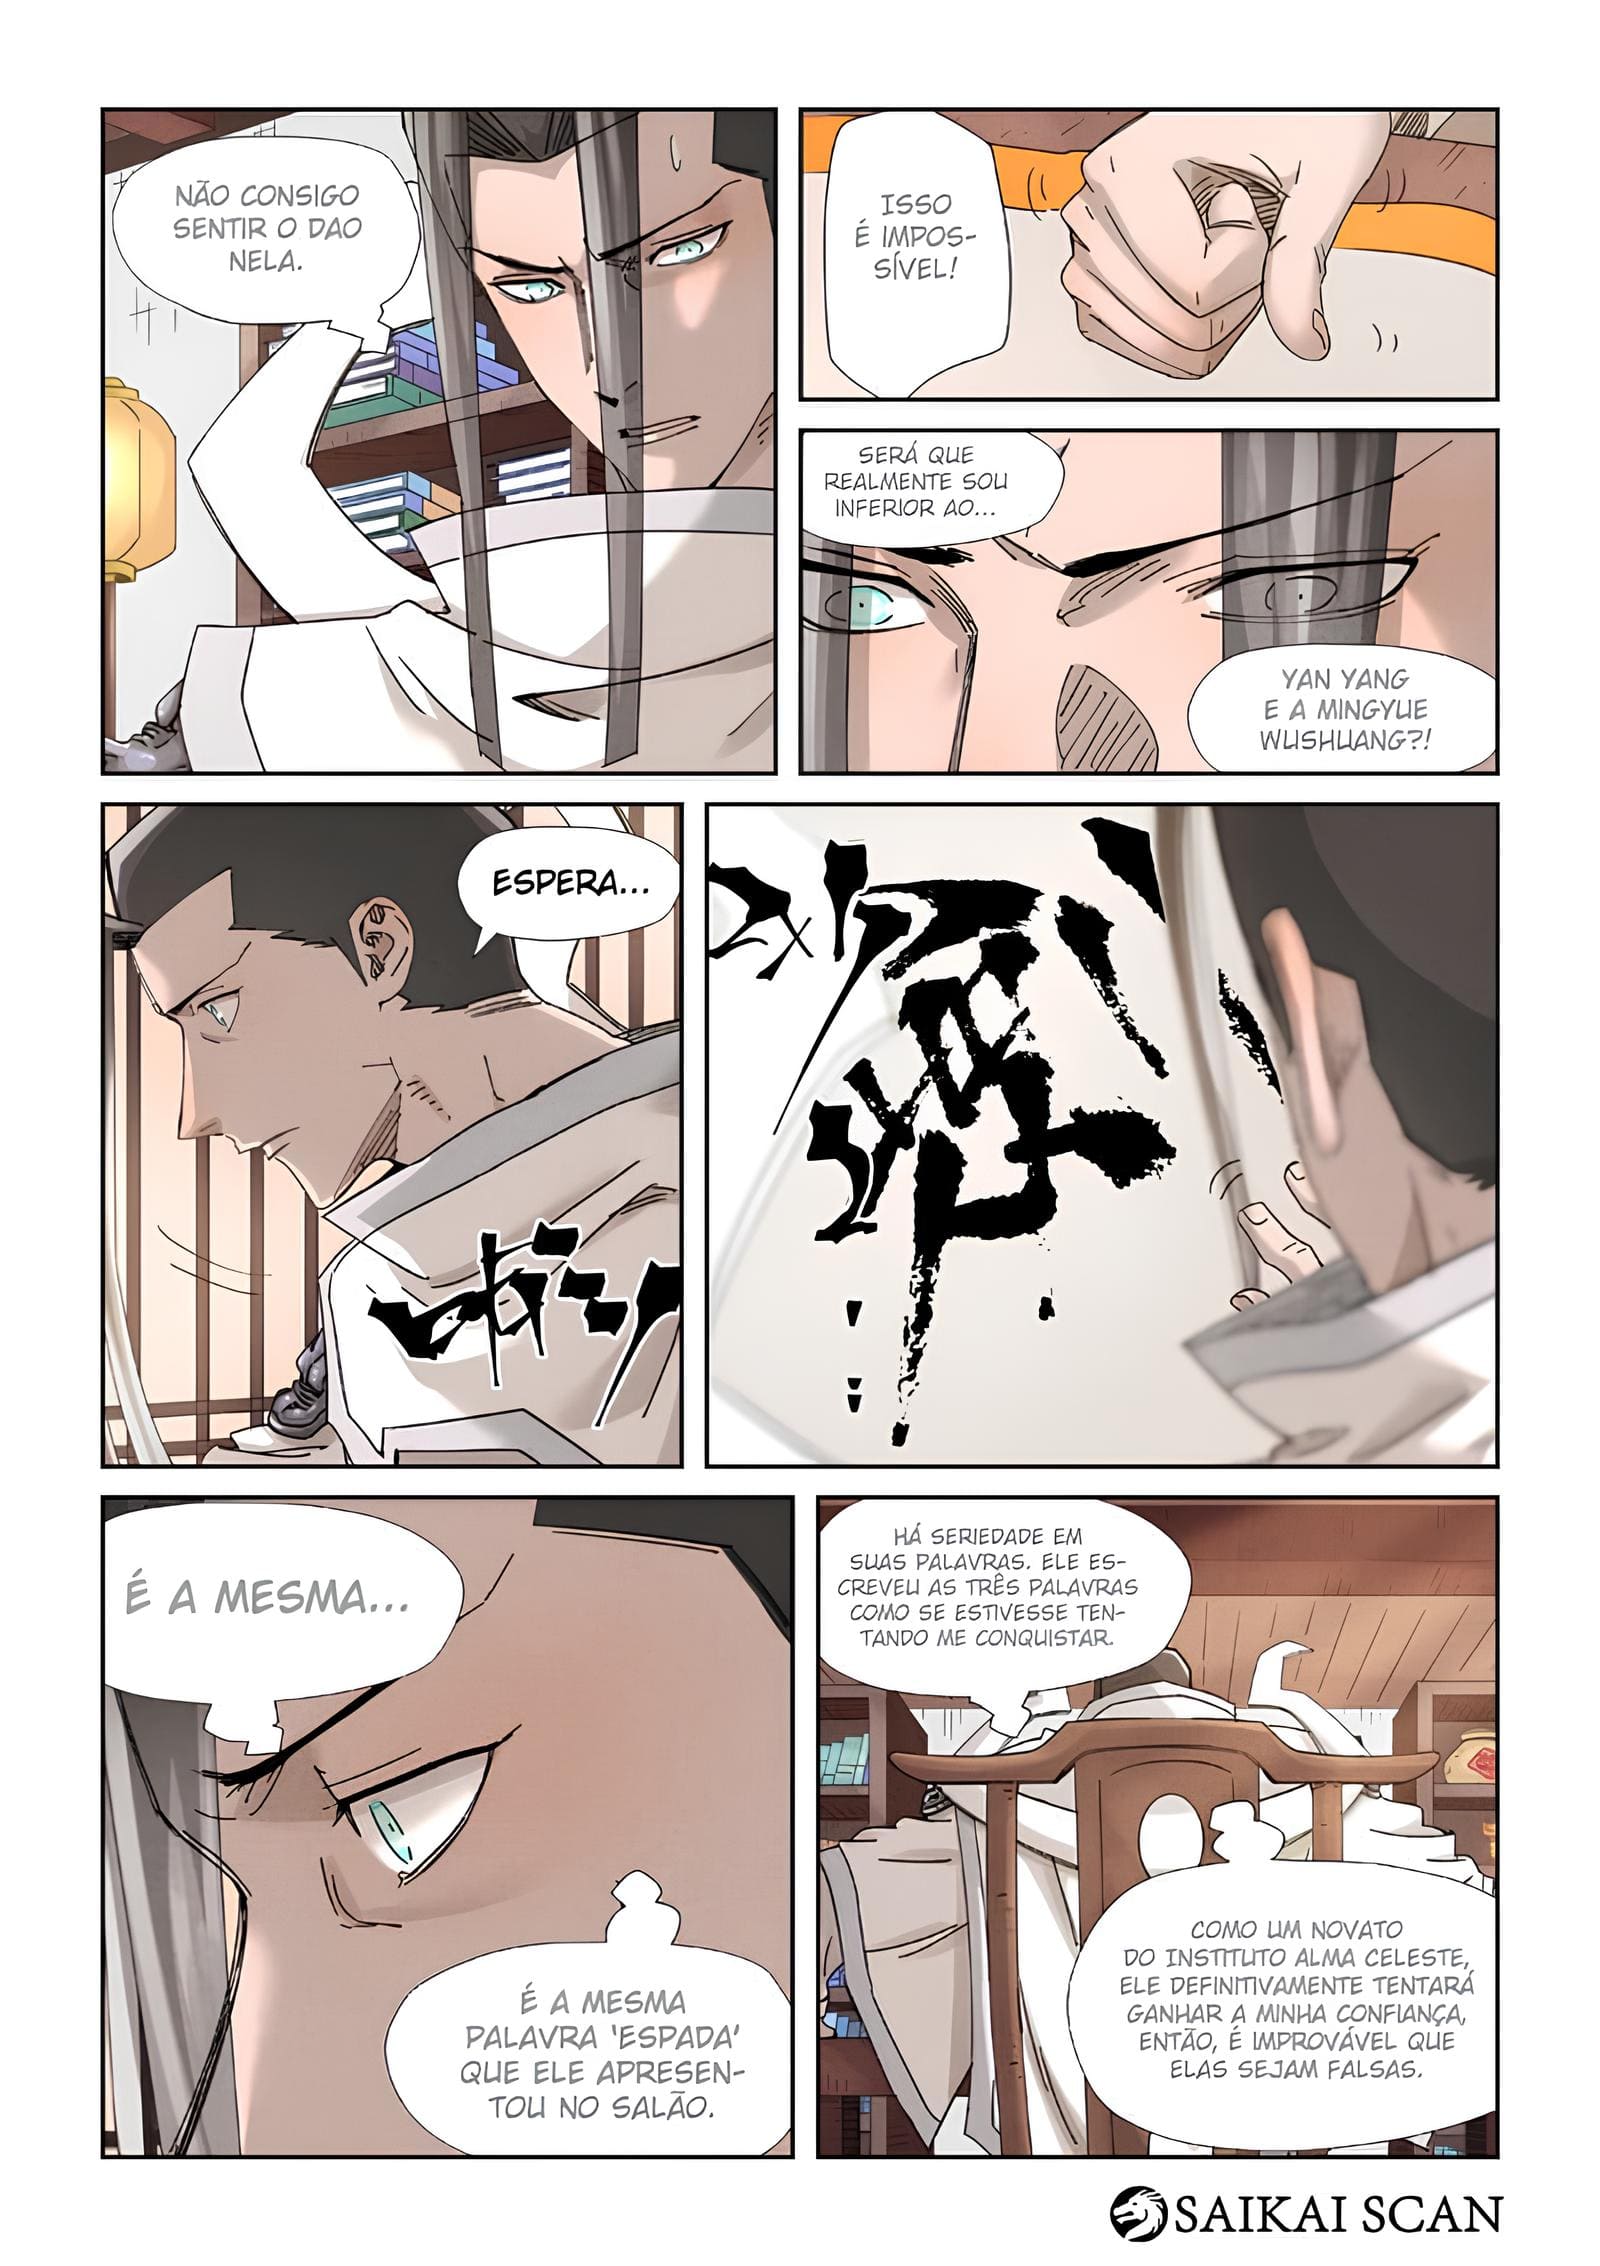 NÃO CONSIGO
SENTIR O DAO
NELA.
ISSO
É IMPOS-
SÍVEL!
SERÁ QUE
REALMENTE SOU
INFERIOR AO...
YAN YANG
E A MINGYUE
WUSHUANG?!
ESPERA...
É A MESMA...
É A MESMA
PALAVRA 'ESPADA'
QUE ELE APRESEN-
TOU NO SALÃO.
HÁ SERIEDADE EM
SUAS PALAVRAS. ELE ES-
CREVEU AS TRÊS PALAVRAS
COMO SE ESTIVESSE TEN-
TANDO ME CONQUISTAR.
COMO UM NOVATO
DO INSTITUTO ALMA CELESTE,
ELE DEFINITIVAMENTE TENTARÁ
GANHAR A MINHA CONFIANÇA,
ENTÃO, É IMPROVÁVEL QUE
ELAS SEJAM FALSAS.
SAIKAI SCAN